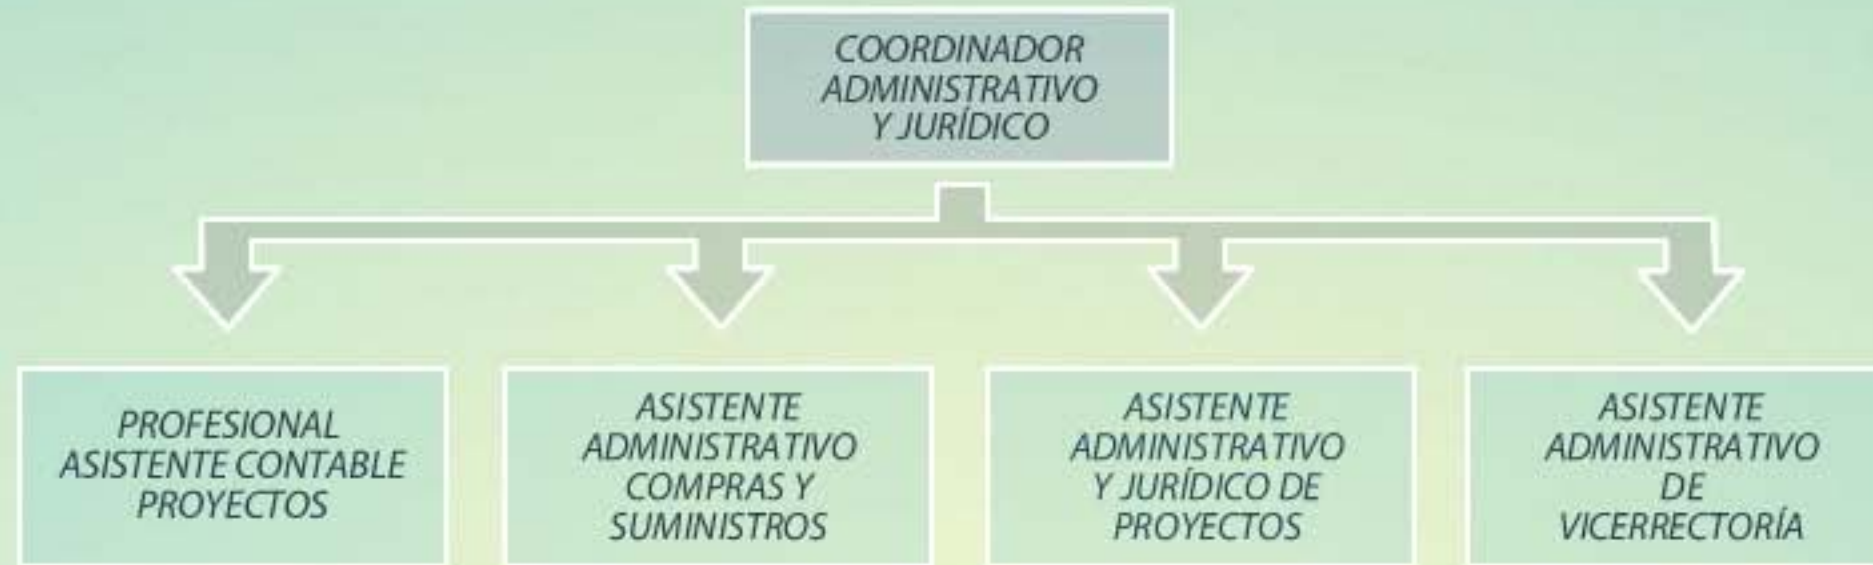 COORDINADOR
ADMINISTRATIVO
Y JURÍDICO
PROFESIONAL
ASISTENTE CONTABLE
PROYECTOS
ASISTENTE
ADMINISTRATIVO
COMPRAS Y
SUMINISTROS
ASISTENTE
ADMINISTRATIVO
Y JURÍDICO DE
PROYECTOS
ASISTENTE
ADMINISTRATIVO
DE
VICERRECTORÍA